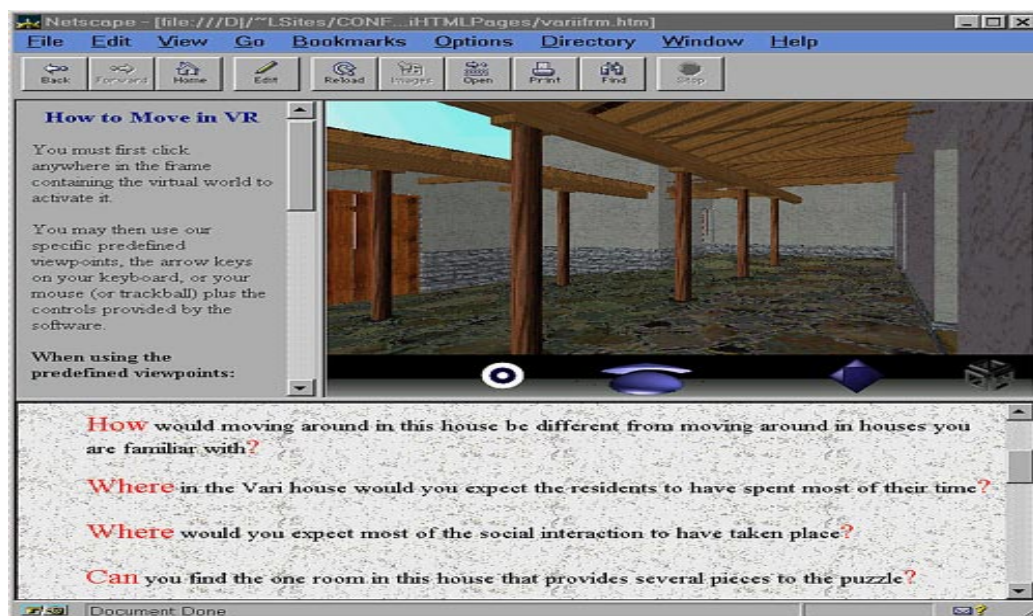 Netscape - [file:///D|/~LSites/CONF...iHTMLPages/variifrm.htm]
File Edit View Go Bookmarks Options Directory Window Help
Back Forward Home Edit Reload Images Open Print Find Stop
How to Move in VR
You must first click
anywhere in the frame
containing the virtual world to
activate it.
You may then use our
specific predefined
viewpoints, the arrow keys
on your keyboard, or your
mouse (or trackball) plus the
controls provided by the
software.
When using the
predefined viewpoints:
How would moving around in this house be different from moving around in houses you
are familiar with?
Where in the Vari house would you expect the residents to have spent most of their time?
Where would you expect most of the social interaction to have taken place?
Can you find the one room in this house that provides several pieces to the puzzle?
Document Done